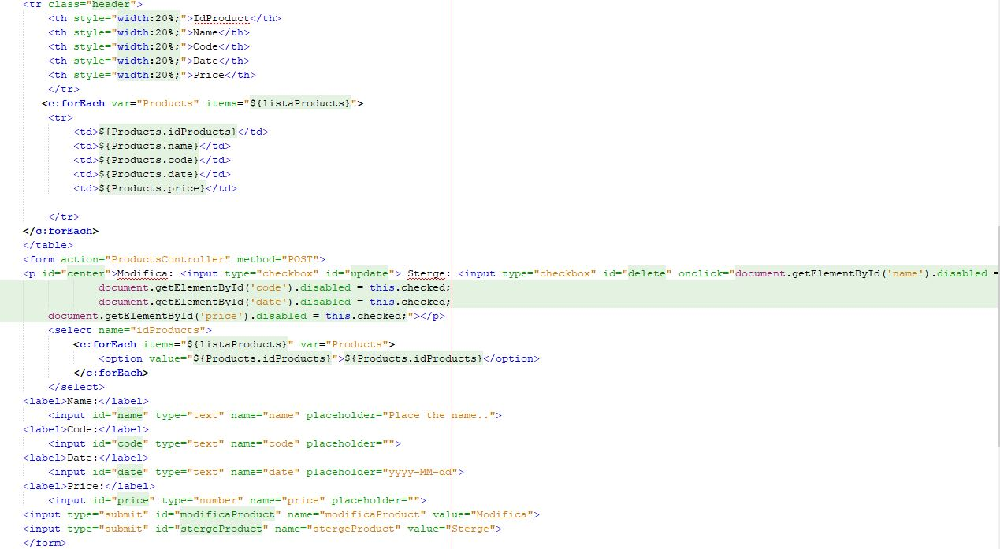 <tr class="header">
<th style="width:20%;">IdProduct</th>
<th style="width:20%;">Name</th>
<th style="width:20%;">Code</th>
<th style="width:20%;">Date</th>
<th style="width:20%;">Price</th>
</tr>
<c:forEach var="Products" items="${listaProducts}">
<tr>
<td>${Products.idProducts}</td>
<td>${Products.name}</td>
<td>${Products.code}</td>
<td>${Products.date}</td>
<td>${Products.price}</td>
</tr>
</c:forEach>
</table>
<form action="ProductsController" method="POST">
<p id="center">Modifica: <input type="checkbox" id="update"> Sterge: <input type="checkbox" id="delete" onclick="document.getElementById('name').disabled =
document.getElementById('code').disabled = this.checked;
document.getElementById('date').disabled = this.checked;
document.getElementById('price').disabled = this.checked;"></p>
<select name="idProducts">
<c:forEach items="${listaProducts}" var="Products">
<option value="${Products.idProducts}">${Products.idProducts}</option>
</c:forEach>
</select>
<label>Name:</label>
<input id="name" type="text" name="name" placeholder="Place the name..">
<label>Code:</label>
<input id="code" type="text" name="code" placeholder="">
<label>Date:</label>
<input id="date" type="text" name="date" placeholder="yyyy-MM-dd">
<label>Price:</label>
<input id="price" type="number" name="price" placeholder="">
<input type="submit" id="modificaProduct" name="modificaProduct" value="Modifica">
<input type="submit" id="stergeProduct" name="stergeProduct" value="Sterge">
</form>